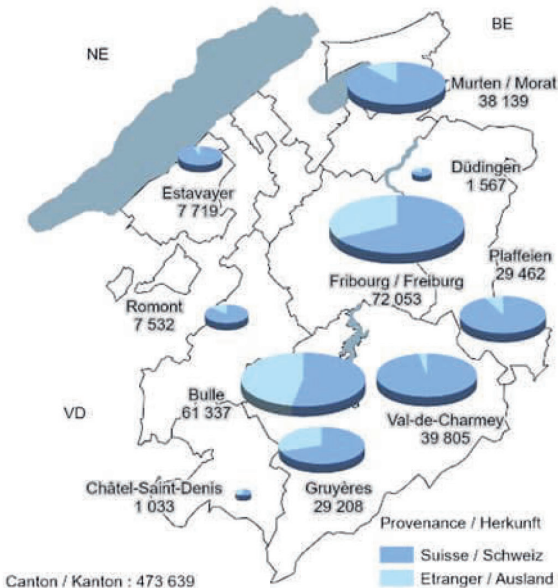 BE
NE
Murten / Morat
38 139
Düdingen
1 567
Estavayer
7 719
Plaffeien
29 462
Fribourg / Freiburg
72 053
Romont
7 532
Bulle
61 337
VD
Val-de-Charmey
39 805
Châtel-Saint-Denis
1 033
Gruyères
29 208
Provenance / Herkunft
Suisse / Schweiz
Etranger / Ausland
Canton / Kanton : 473 639